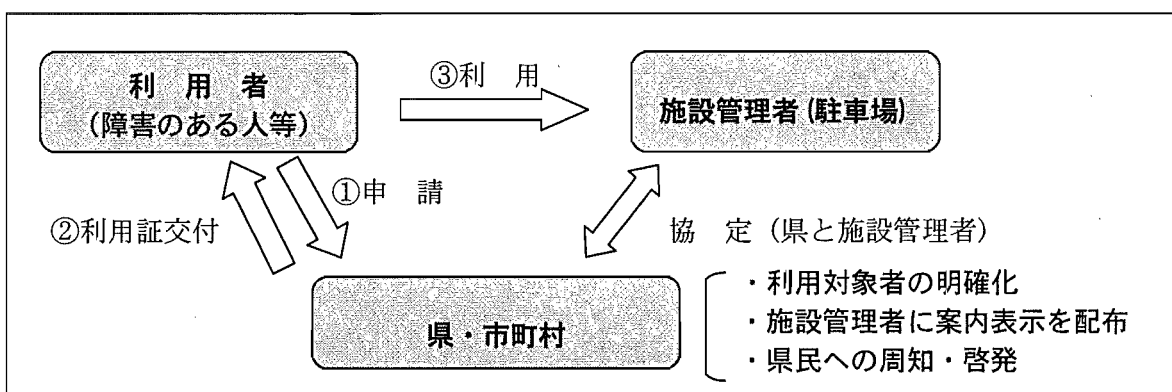 利 用 者
(障害のある人等)
③利 用
施設管理者 (駐車場)
①申 請
②利用証交付
協 定 (県と施設管理者)
県・市町村
・利用対象者の明確化
・施設管理者に案内表示を配布
・県民への周知・啓発